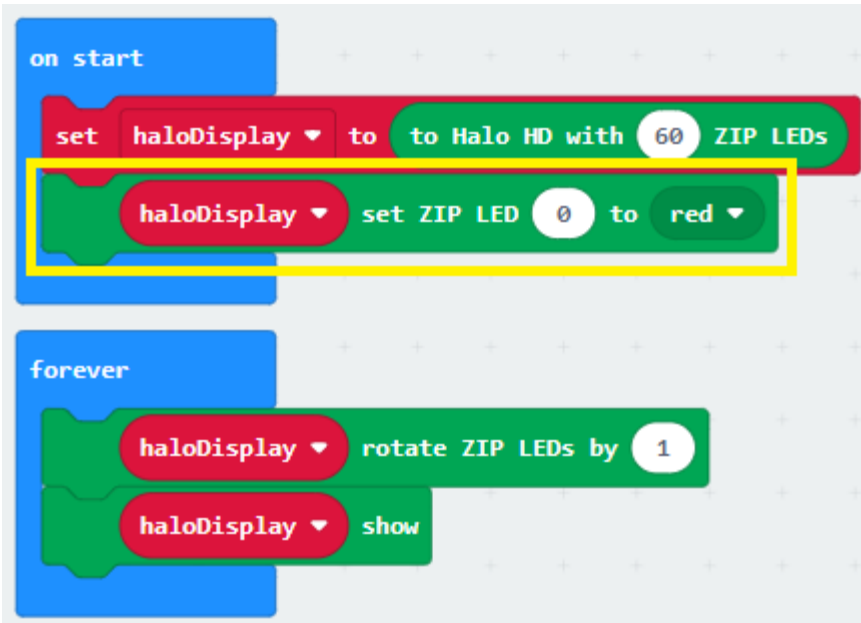 on start
set haloDisplay to to Halo HD with 60 ZIP LEDs
haloDisplay set ZIP LED 0 to red
forever
haloDisplay rotate ZIP LEDs by 1
haloDisplay show